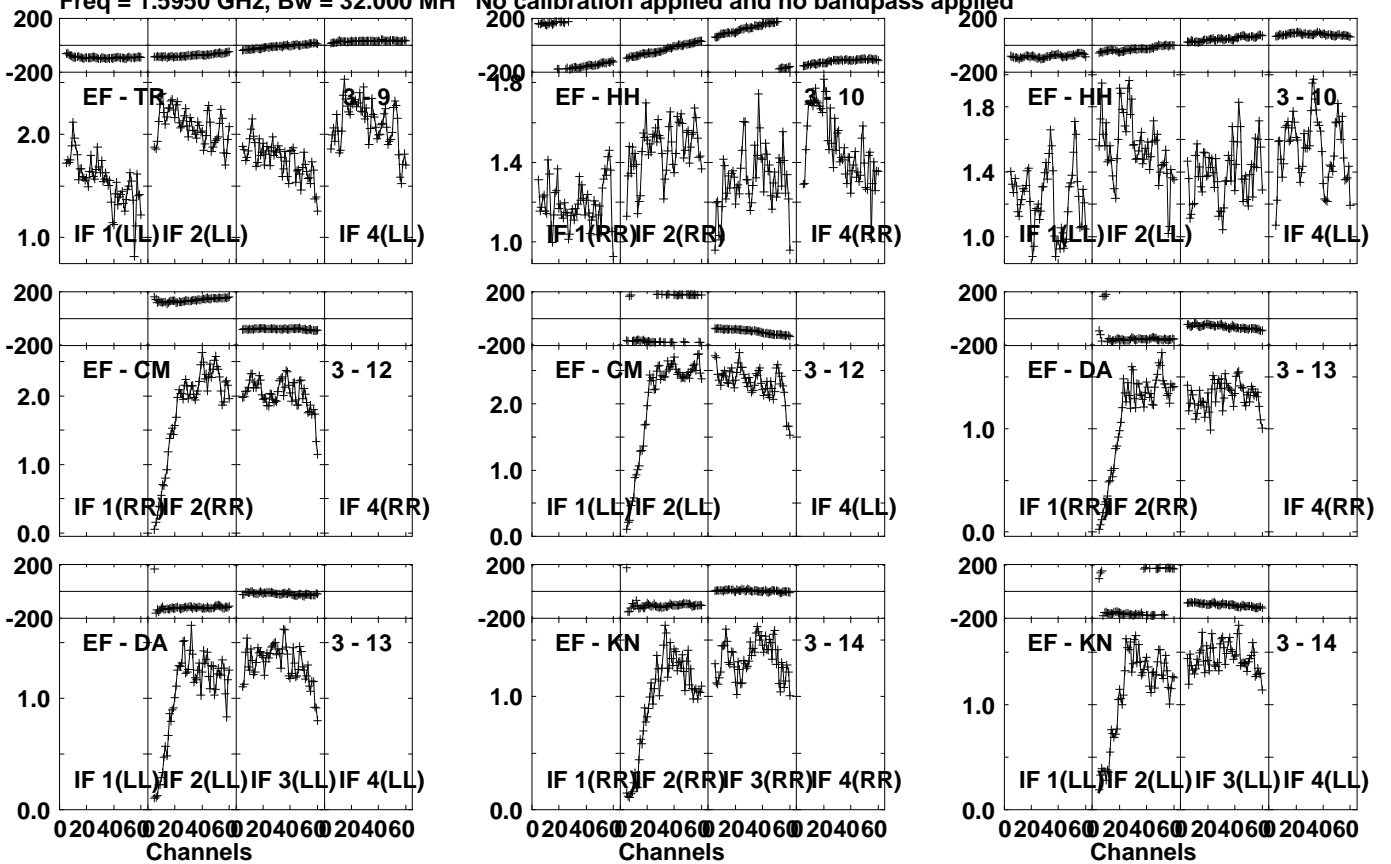 Freq = 1.5950 GHz, Bw = 32.000 MH No calibration applied and no bandpass applied
200
-200
EF - TR
3 - 9
2.0
1.0
IF 1(LL)
IF 2(LL)
IF 4(LL)
200
-200
1.8
EF - HH
3 - 10
1.4
1.0
IF 1(RR)
IF 2(RR)
IF 4(RR)
200
-200
EF - HH
3 - 10
1.8
1.4
1.0
IF 1(LL)
IF 2(LL)
IF 4(LL)
200
-200
EF - CM
3 - 12
2.0
1.0
0.0
IF 1(RR)
IF 2(RR)
IF 4(RR)
200
-200
EF - CM
3 - 12
2.0
1.0
0.0
IF 1(LL)
IF 2(LL)
IF 4(LL)
200
-200
EF - DA
3 - 13
1.0
0.0
IF 1(RR)
IF 2(RR)
IF 4(RR)
200
-200
EF - DA
3 - 13
1.0
0.0
IF 1(LL)
IF 2(LL)
IF 3(LL)
IF 4(LL)
0 20 40 60 0 20 40 60 0 20 40 60 0 20 40 60
Channels
200
-200
EF - KN
3 - 14
1.0
0.0
IF 1(RR)
IF 2(RR)
IF 3(RR)
IF 4(RR)
0 20 40 60 0 20 40 60 0 20 40 60 0 20 40 60
Channels
200
-200
EF - KN
3 - 14
1.0
0.0
IF 1(LL)
IF 2(LL)
IF 3(LL)
IF 4(LL)
0 20 40 60 0 20 40 60 0 20 40 60 0 20 40 60
Channels